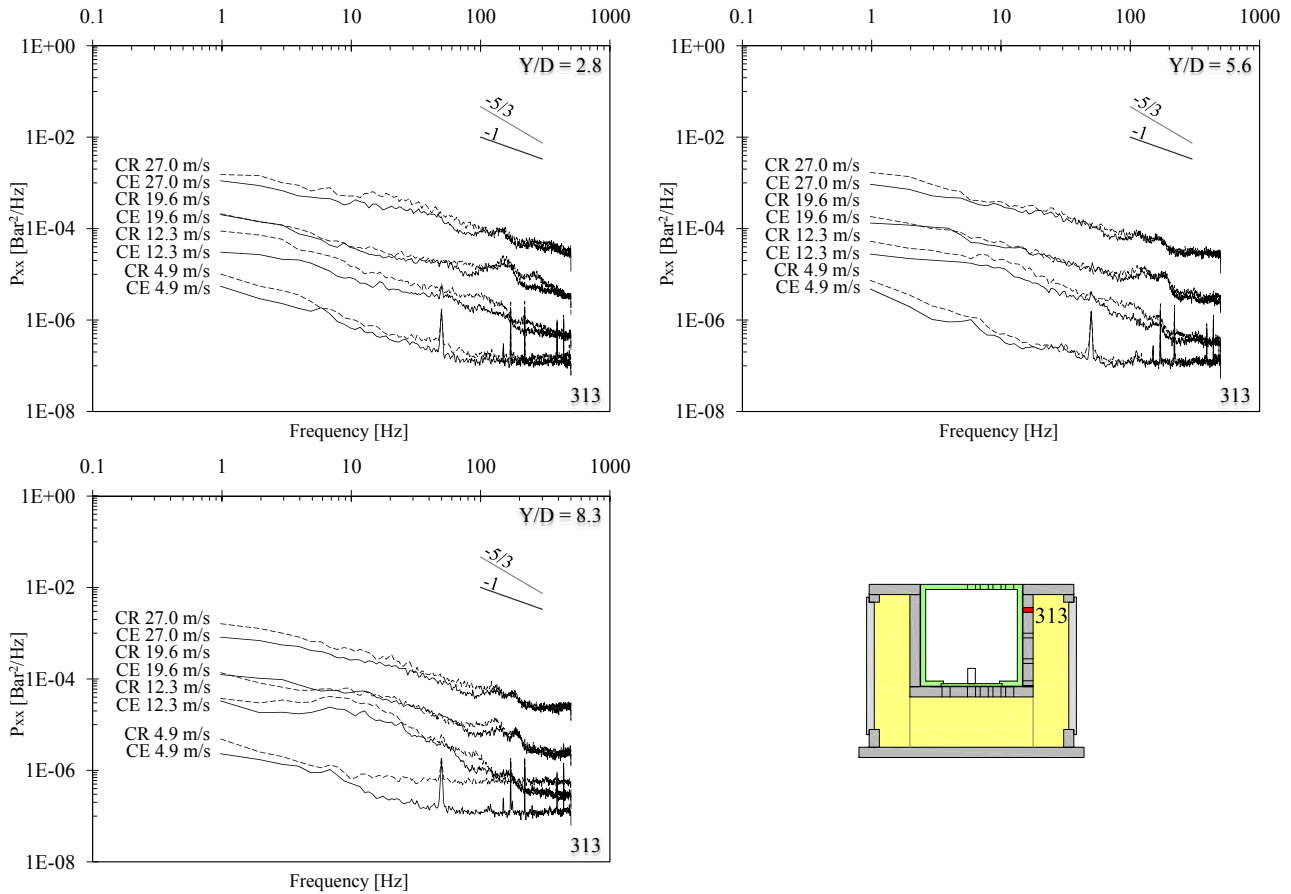 0.1 1 10 100 1000
1E+00
Y/D = 2.8
-5/3
1E-02
-1
CR 27.0 m/s
CE 27.0 m/s
CR 19.6 m/s
CE 19.6 m/s
CR 12.3 m/s
CE 12.3 m/s
CR 4.9 m/s
CE 4.9 m/s
1E-04
1E-06
1E-08
Pxx [Bar²/Hz]
313
Frequency [Hz]
0.1 1 10 100 1000
1E+00
Y/D = 5.6
-5/3
1E-02
-1
CR 27.0 m/s
CE 27.0 m/s
CR 19.6 m/s
CE 19.6 m/s
CR 12.3 m/s
CE 12.3 m/s
CR 4.9 m/s
CE 4.9 m/s
1E-04
1E-06
1E-08
Pxx [Bar²/Hz]
313
Frequency [Hz]
0.1 1 10 100 1000
1E+00
Y/D = 8.3
-5/3
1E-02
-1
CR 27.0 m/s
CE 27.0 m/s
CR 19.6 m/s
CE 19.6 m/s
CR 12.3 m/s
CE 12.3 m/s
CR 4.9 m/s
CE 4.9 m/s
1E-04
1E-06
1E-08
Pxx [Bar²/Hz]
313
Frequency [Hz]
313